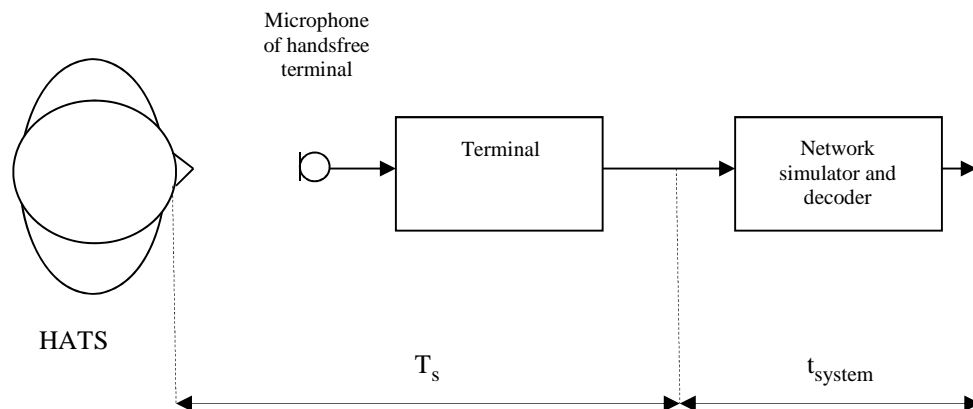 Microphone
of handsfree
terminal
Terminal
Network
simulator and
decoder
HATS
Ts
tsystem